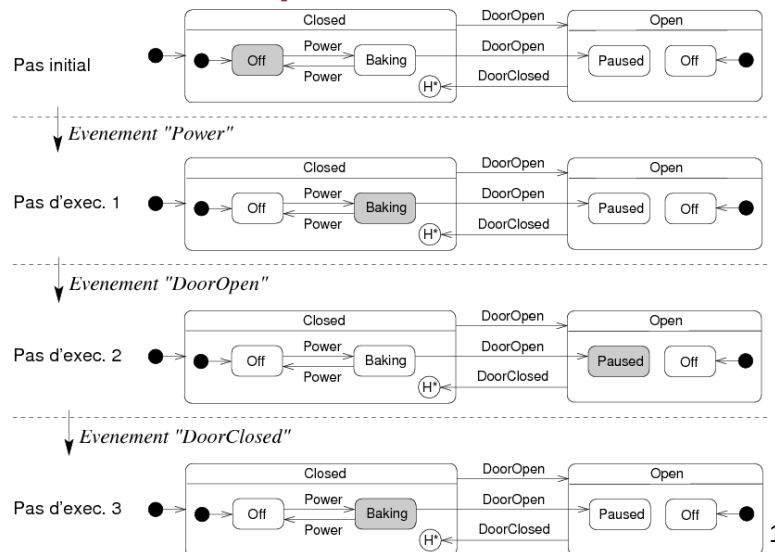 Closed
DoorOpen
Open
Pas initial
Off
Power
Power
Baking
DoorOpen
Paused
Off
H*
DoorClosed
Evenement "Power"
Closed
DoorOpen
Open
Pas d'exec. 1
Off
Power
Power
Baking
DoorOpen
Paused
Off
H*
DoorClosed
Evenement "DoorOpen"
Closed
DoorOpen
Open
Pas d'exec. 2
Off
Power
Power
Baking
DoorOpen
Paused
Off
H*
DoorClosed
Evenement "DoorClosed"
Closed
DoorOpen
Open
Pas d'exec. 3
Off
Power
Power
Baking
DoorOpen
Paused
Off
H*
DoorClosed
1